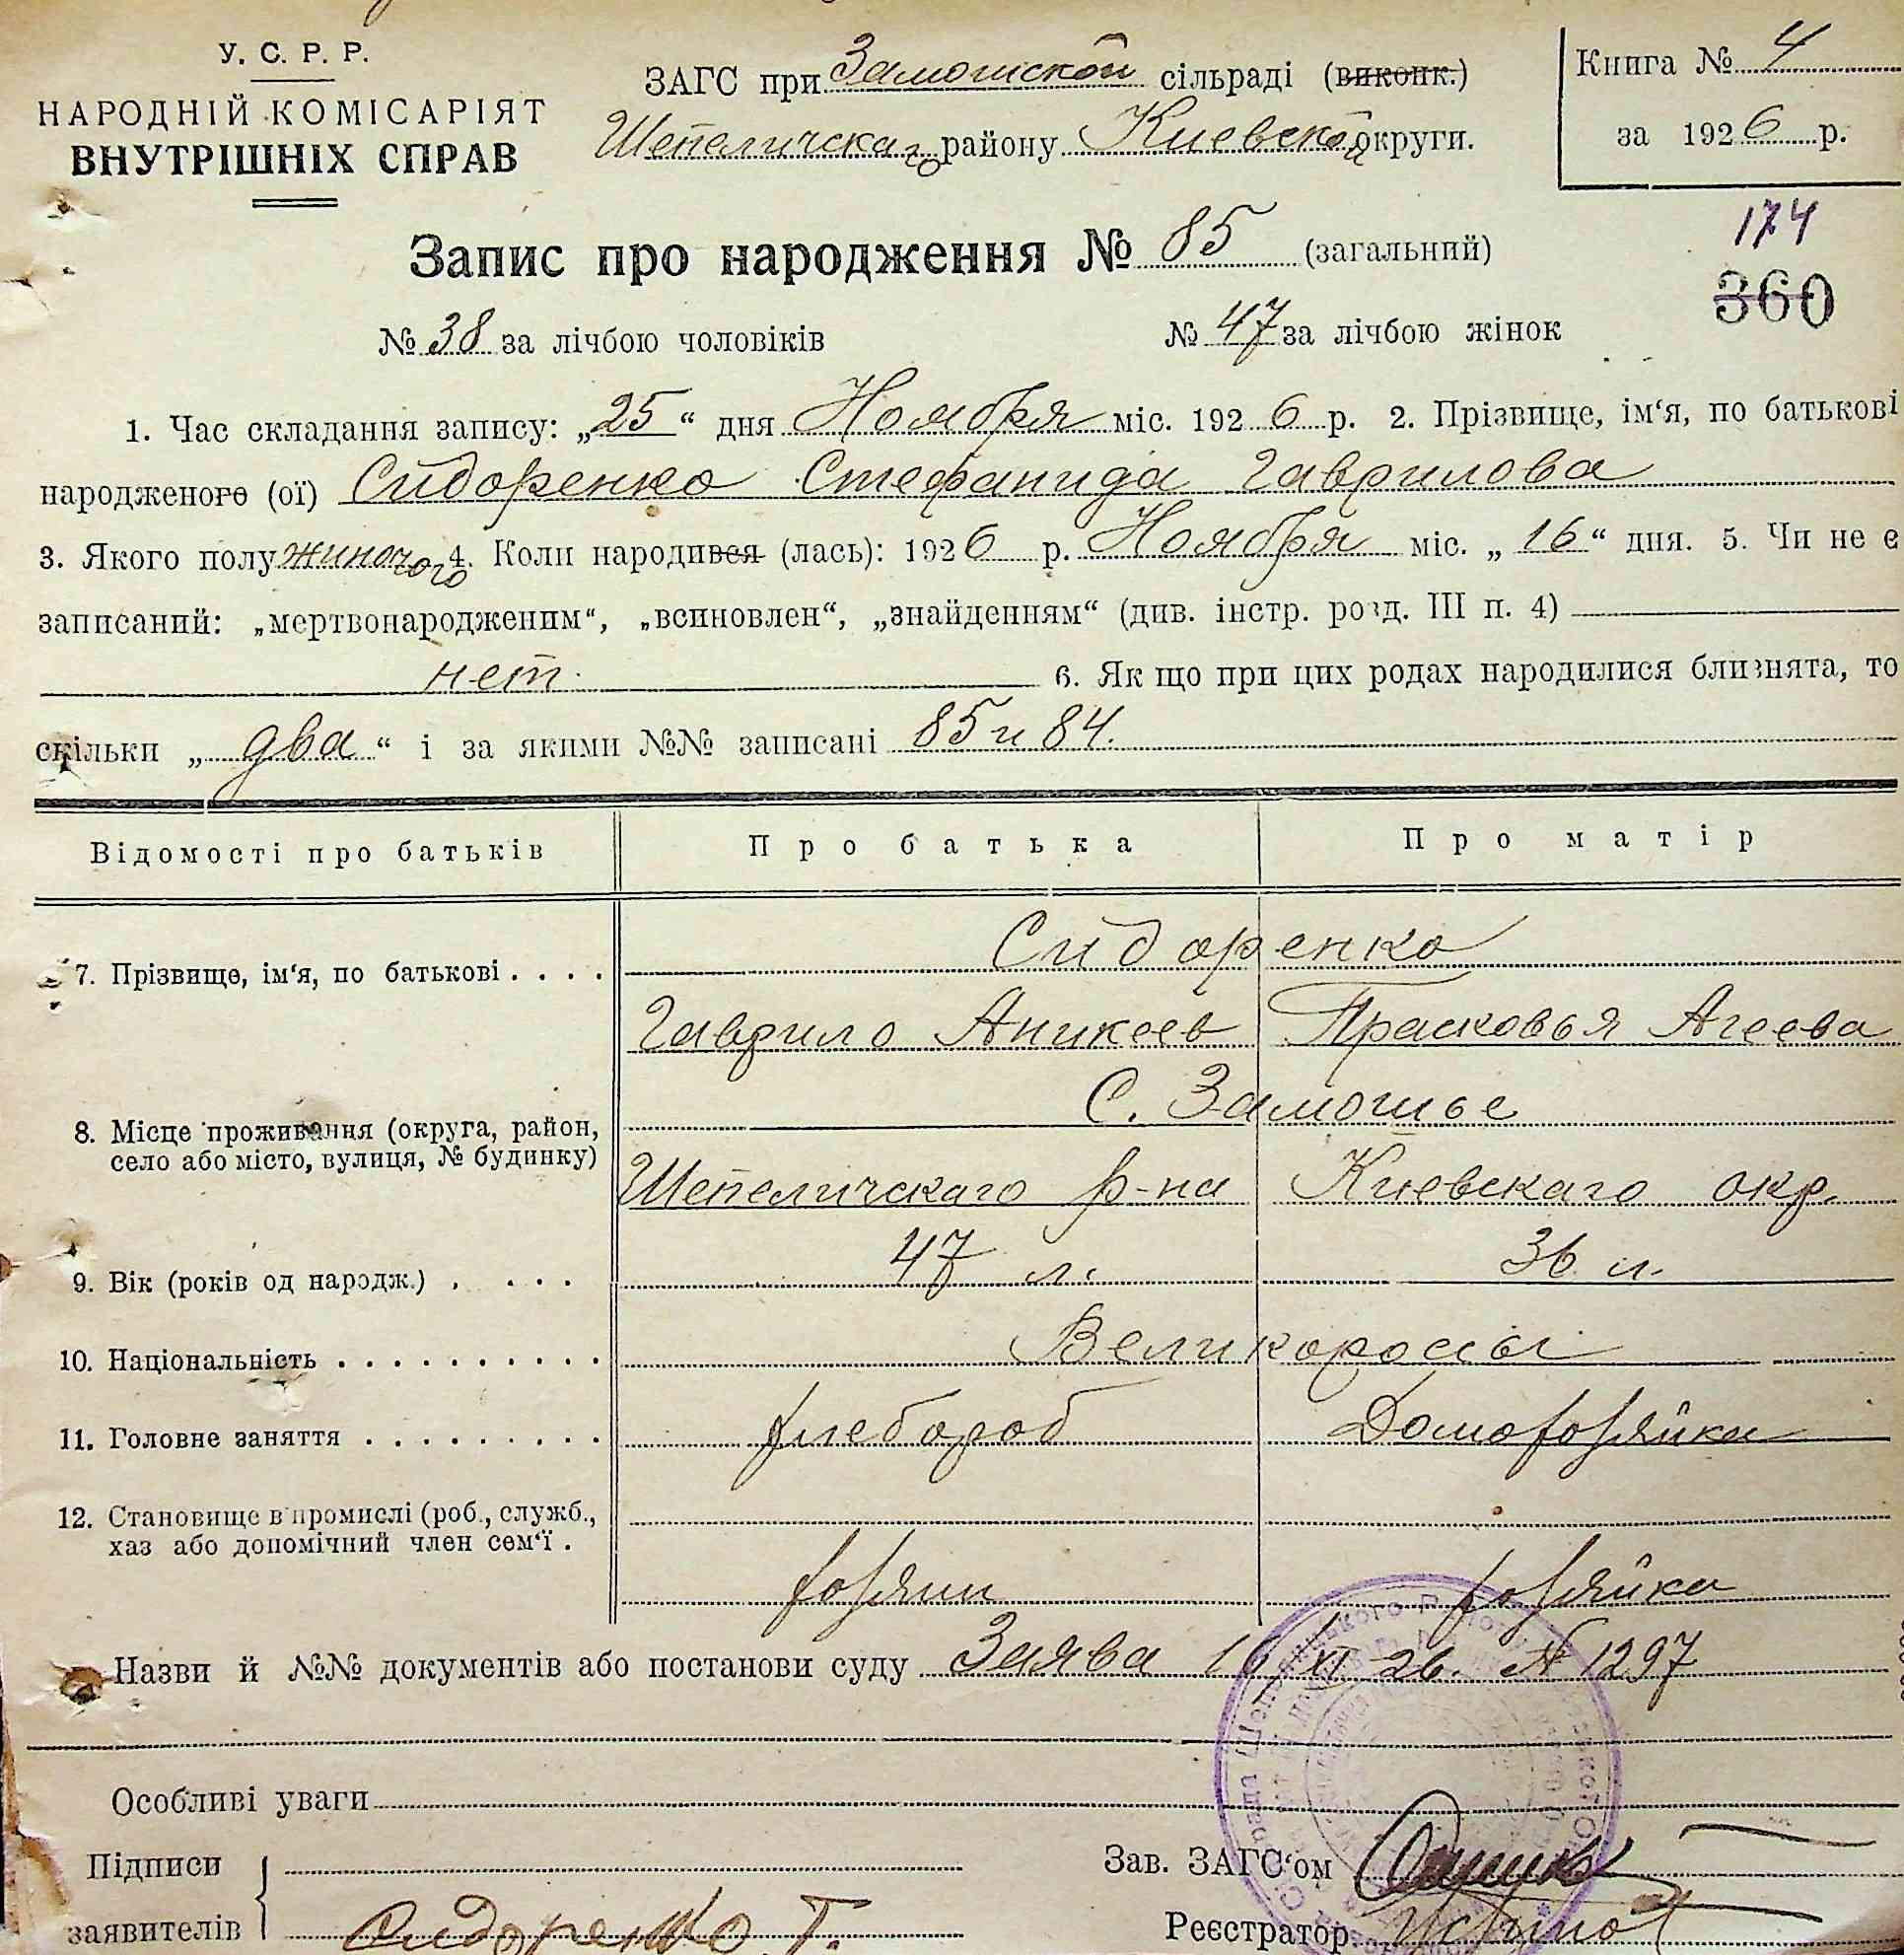 У. С. Р. Р.
НАРОДНІЙ КОМІСАРІЯТ
ВНУТРІШНІХ СПРАВ
ЗАГС при Замошской сільраді (виконк.)
Шепеличскаго району Киевской округи.
Книга № 4
за 1926 р.
174
360
Запис про народження № 85 (загальний)
№ 38 за лічбою чоловіків № 47 за лічбою жінок
1. Час складання запису: „25“ дня Ноября міс. 1926 р. 2. Прізвище, ім‘я, по батькові
народженого (ої) Сидоренко Стефанида Гаврилова
3. Якого полу жиночого 4. Коли народився (лась): 1926 р. Ноября міс. „16“ дня. 5. Чи не є
записаний: „мертвонародженим“, „всиновлен“, „знайденням“ (див. інстр. розд. III п. 4)
нет. 6. Як що при цих родах народилися близнята, то
скільки „два“ і за якими №№ записані 85 и 84.
Відомості про батьків Про батька Про матір
Сидоренко
7. Прізвище, ім‘я, по батькові . . . .
Гаврило Аникеев Прасковья Агеева
С. Замошье
8. Місце проживання (округа, район,
село або місто, вулиця, № будинку)
Шепеличскаго р-на Киевскаго окр.
9. Вік (років од народж.) . . . . 47 л. 36 л.
10. Національність . . . . . . . . . . . Великороссы
11. Головне заняття . . . . . . . . . . хлебороб Домохозяйка
12. Становище в промислі (роб., служб.,
хаз або допомічний член сем‘ї .
хозяин хозяйка
Назви й №№ документів або постанови суду Заява 16/XI-26. № 1297
Особливі уваги
Підписи
заявителів
Сидоренко Г.
Зав. ЗАГС‘ом
Реєстратор